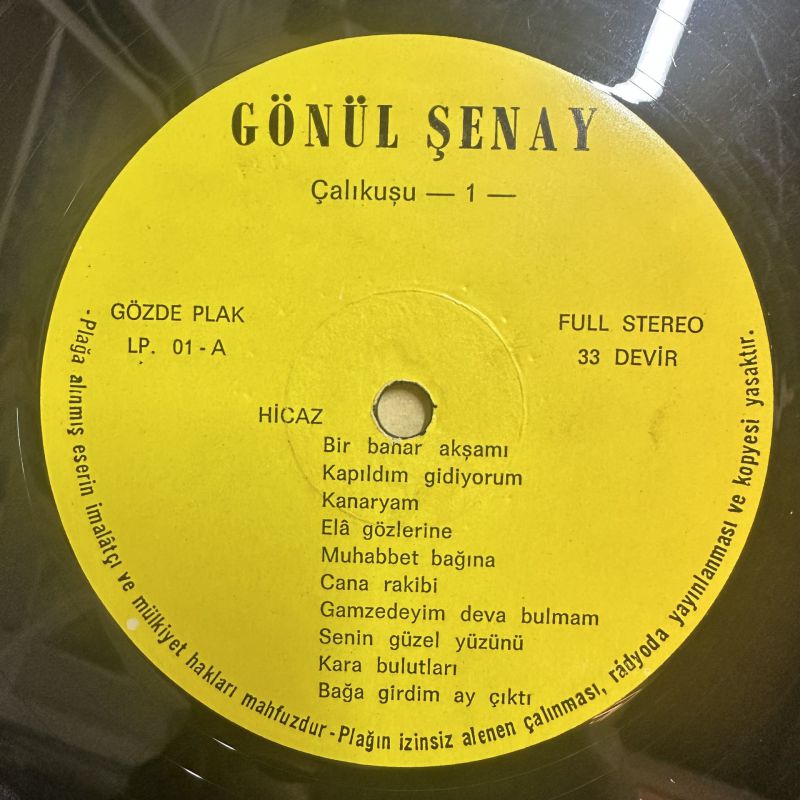 GÖNÜL ŞENAY
Çalıkuşu — 1 —
GÖZDE PLAK
LP. 01-A
FULL STEREO
33 DEVİR
HİCAZ
Bir bahar akşamı
Kapıldım gidiyorum
Kanaryam
Elâ gözlerine
Muhabbet bağına
Cana rakibi
Gamzedeyim deva bulmam
Senin güzel yüzünü
Kara bulutları
Bağa girdim ay çıktı
-Plağa alınmış eserin imalâtçı ve mülkiyet hakları mahfuzdur-Plağın izinsiz alenen çalınması, rádyoda yayınlanması ve kopyesi yasaktır.